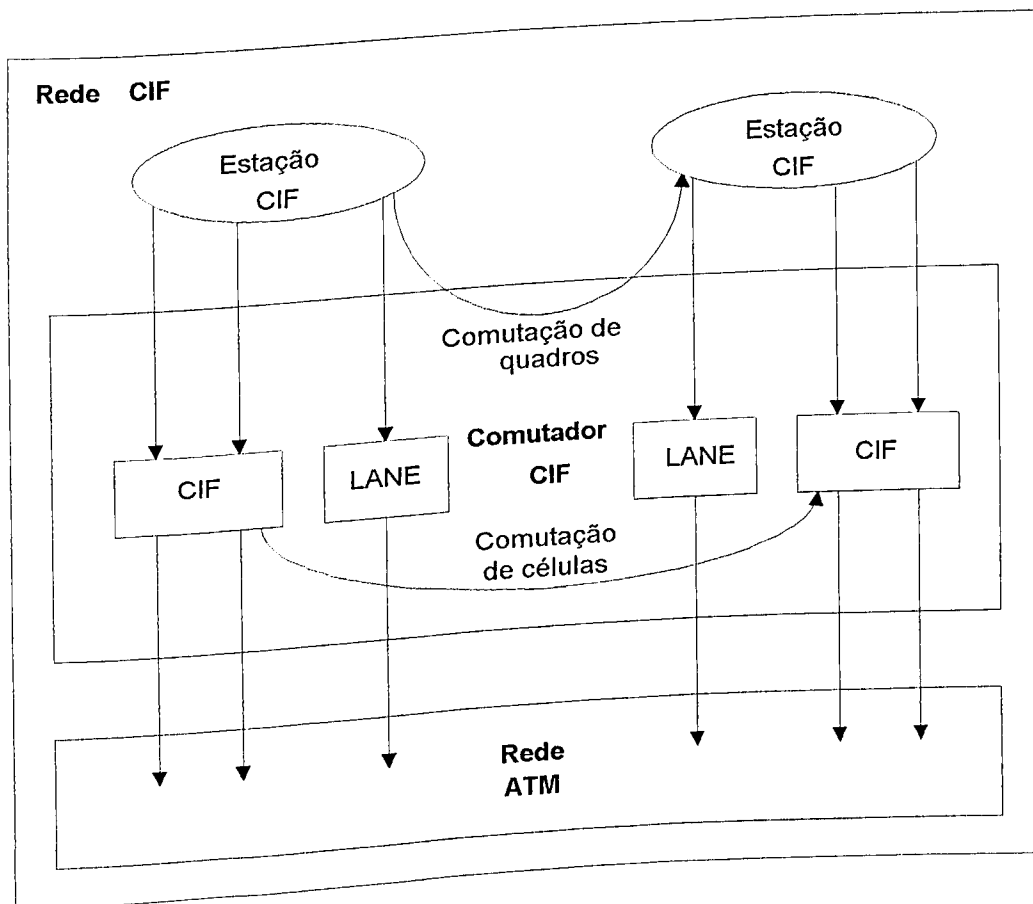 Rede CIF
Estação
CIF
Estação
CIF
Comutação de
quadros
Comutador
CIF
CIF
LANE
LANE
CIF
Comutação
de células
Rede
ATM